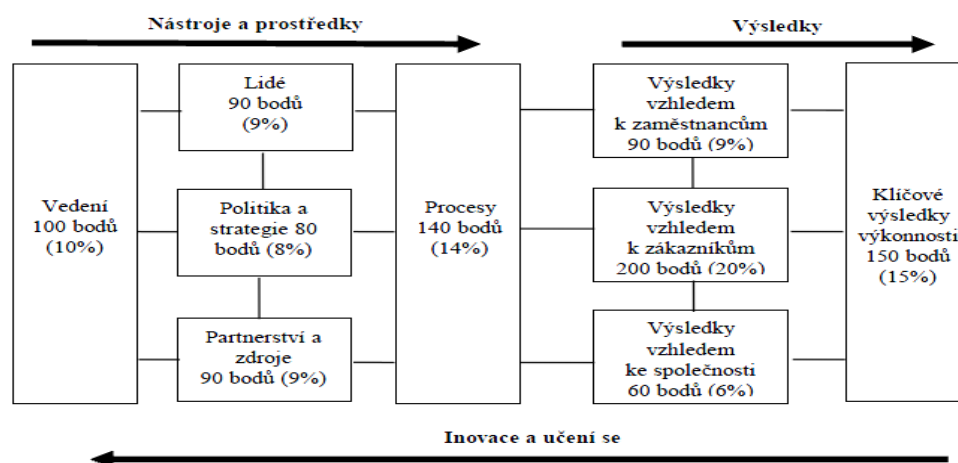 Nástroje a prostředky
Výsledky
Vedení
100 bodů
(10%)
Lidé
90 bodů
(9%)
Politika a
strategie 80
bodů (8%)
Partnerství a
zdroje
90 bodů (9%)
Procesy
140 bodů
(14%)
Výsledky
vzhledem
k zaměstnancům
90 bodů (9%)
Výsledky
vzhledem
k zákazníkům
200 bodů (20%)
Výsledky
vzhledem
ke společnosti
60 bodů (6%)
Klíčové
výsledky
výkonnosti
150 bodů
(15%)
Inovace a učení se